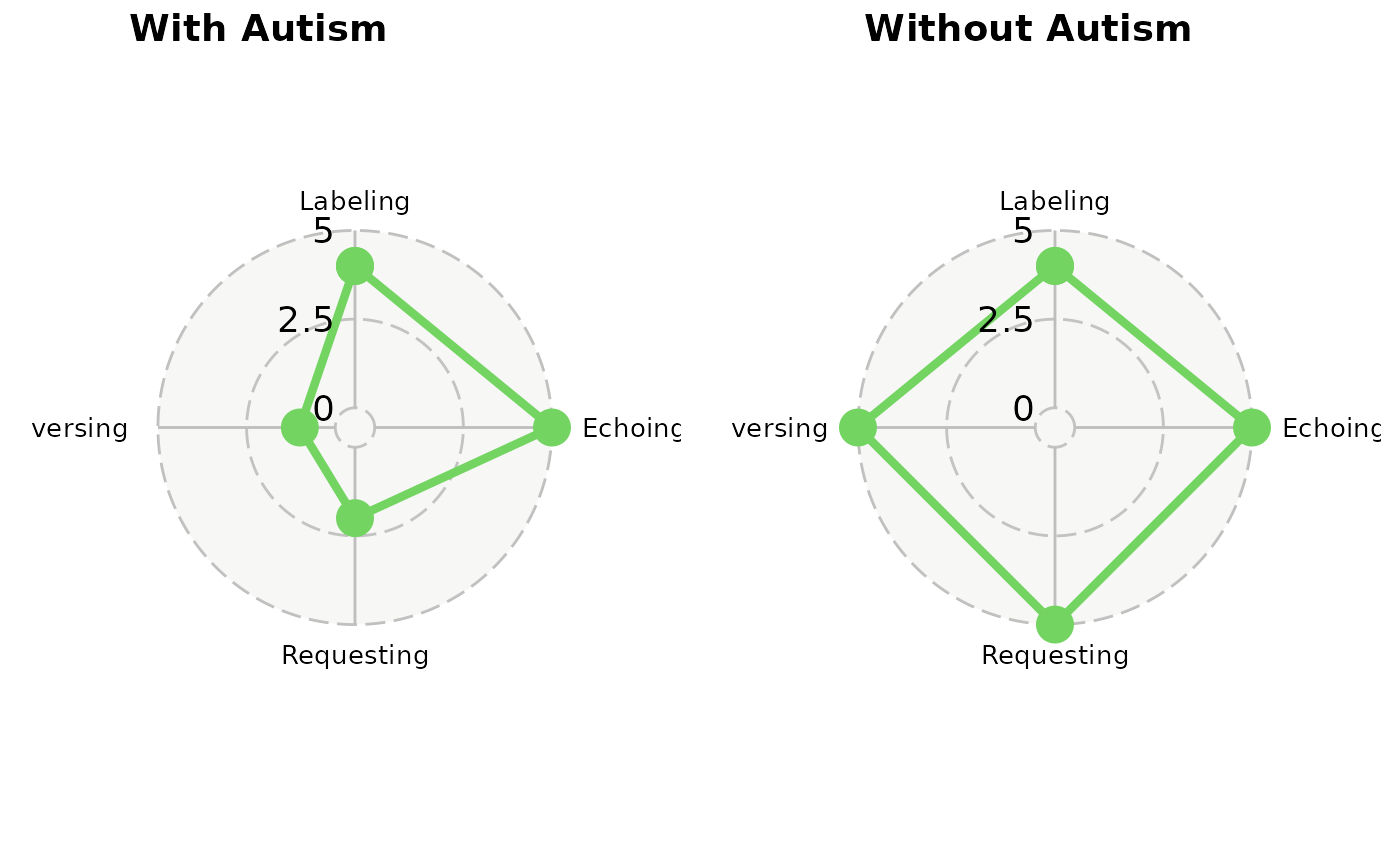 With Autism
Labeling
5
2.5
0
versing
Echoing
Requesting
Without Autism
Labeling
5
2.5
0
versing
Echoing
Requesting